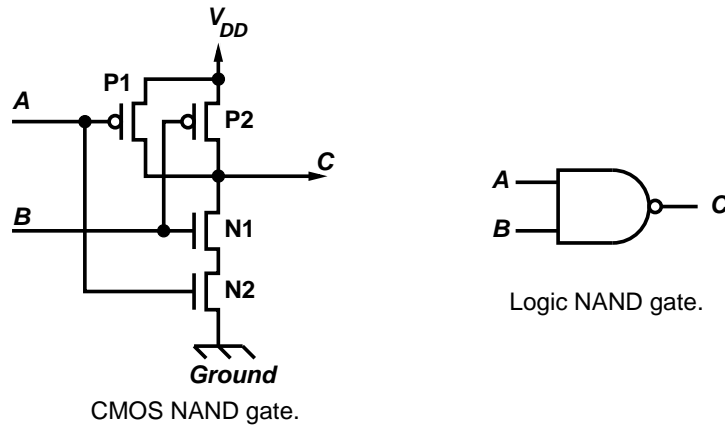 V_DD
P1
A
P2
C
B
N1
N2
Ground
CMOS NAND gate.
A
B
C
Logic NAND gate.